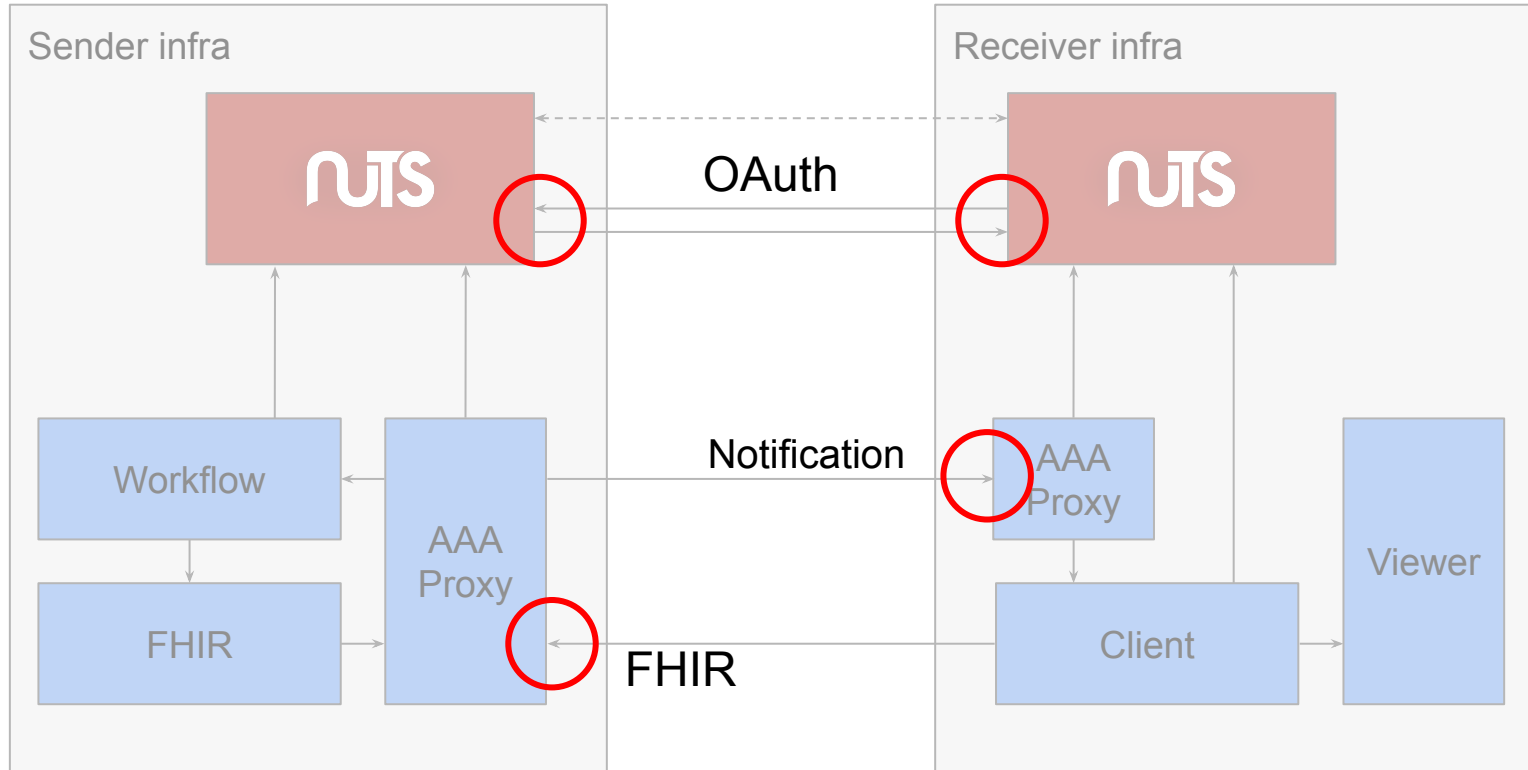 Sender infra
Receiver infra
nuTS
nuTS
OAuth
Notification
Workflow
AAA
Proxy
AAA
Proxy
Viewer
FHIR
Client
FHIR